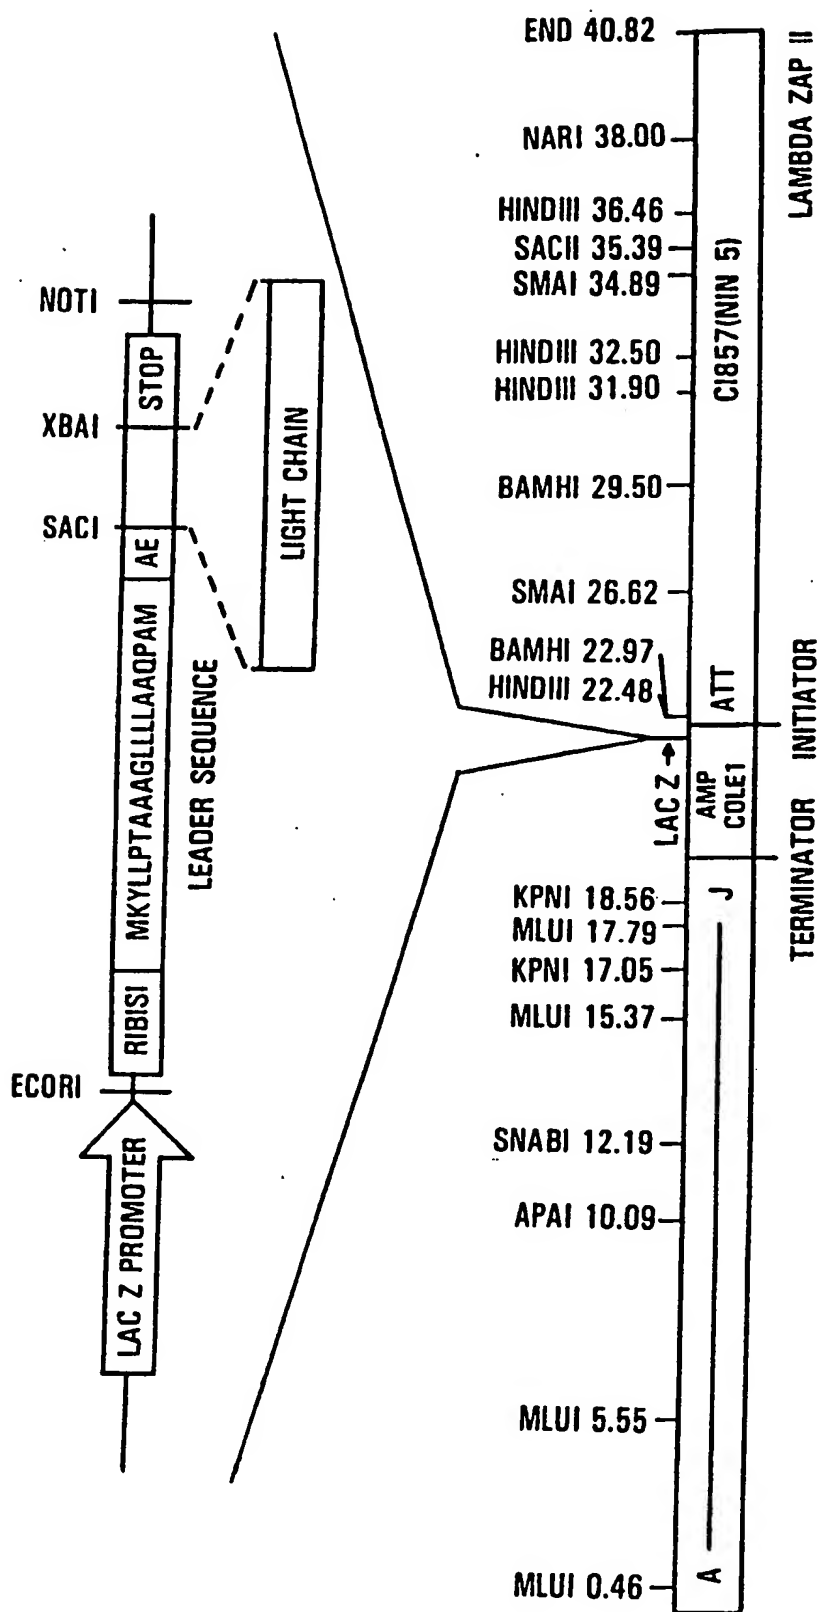 NOTI
XBAI
SACI
ECORI
STOP
AE
MKYLLPTAAAGLLLLAAQPAM
RIBISI
LAC Z PROMOTER
LEADER SEQUENCE
LIGHT CHAIN
END 40.82
NARI 38.00
HINDIII 36.46
SACII 35.39
SMAI 34.89
HINDIII 32.50
HINDIII 31.90
BAMHI 29.50
SMAI 26.62
BAMHI 22.97
HINDIII 22.48
LAC Z
KPNI 18.56
MLUI 17.79
KPNI 17.05
MLUI 15.37
SNABI 12.19
APAI 10.09
MLUI 5.55
MLUI 0.46
CI857(NIN 5)
ATT
AMP
COLE1
J
A
LAMBDA ZAP II
INITIATOR
TERMINATOR